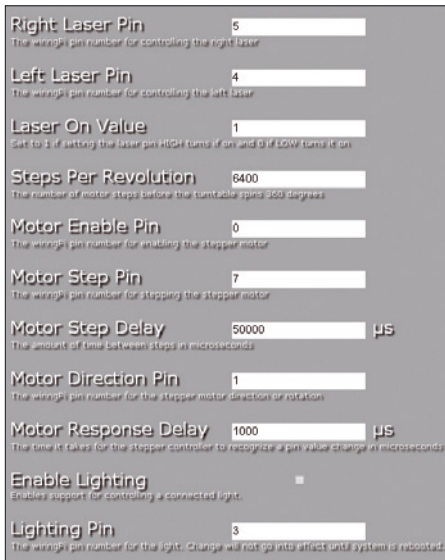 Right Laser Pin 5
The wiringPi pin number for controlling the right laser
Left Laser Pin 4
The wiringPi pin number for controlling the left laser
Laser On Value 1
Set to 1 if setting the laser pin HIGH turns if on and 0 if LOW turns it on
Steps Per Revolution 6400
The number of motor steps before the turntable spins 360 degrees
Motor Enable Pin 0
The wiringPi pin number for enabling the stepper motor
Motor Step Pin 7
The wiringPi pin number for stepping the stepper motor
Motor Step Delay 50000 μs
The amount of time between steps in microseconds
Motor Direction Pin 1
The wiringPi pin number for the stepper motor direction or rotation
Motor Response Delay 1000 μs
The time it takes for the stepper controller to recognize a pin value change in microseconds
Enable Lighting
Enables support for controlling a connected light.
Lighting Pin 3
The wiringPi pin number for the light. Change will not go into effect until system is rebooted.